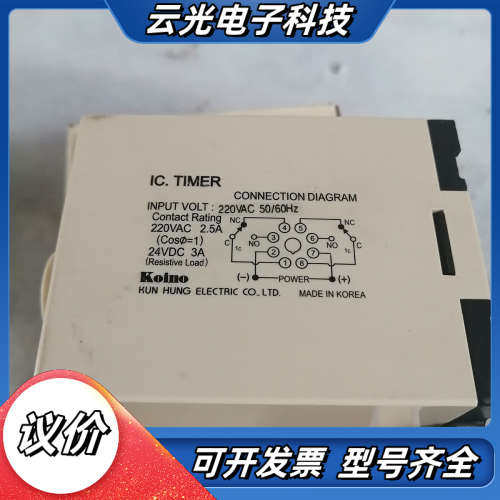 云光电子科技
IC. TIMER
CONNECTION DIAGRAM
INPUT VOLT : 220VAC 50/60Hz
Contact Rating
220VAC 2.5A
(CosØ=1)
24VDC 3A
(Resistive Load)
NC
4
5
NC
C
1c
NO
3
6
NO
1c
C
2
7
1
8
(−)
POWER
(+)
Koino
KUN HUNG ELECTRIC CO., LTD.
MADE IN KOREA
议价
可开发票 型号齐全